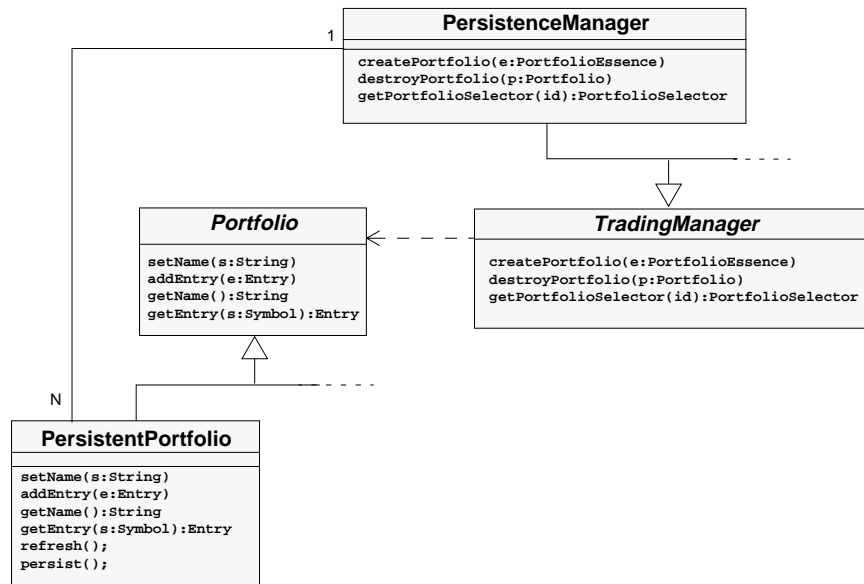 PersistenceManager
1
createPortfolio(e:PortfolioEssence)
destroyPortfolio(p:Portfolio)
getPortfolioSelector(id):PortfolioSelector
Portfolio
setName(s:String)
addEntry(e:Entry)
getName():String
getEntry(s:Symbol):Entry
TradingManager
createPortfolio(e:PortfolioEssence)
destroyPortfolio(p:Portfolio)
getPortfolioSelector(id):PortfolioSelector
N
PersistentPortfolio
setName(s:String)
addEntry(e:Entry)
getName():String
getEntry(s:Symbol):Entry
refresh();
persist();